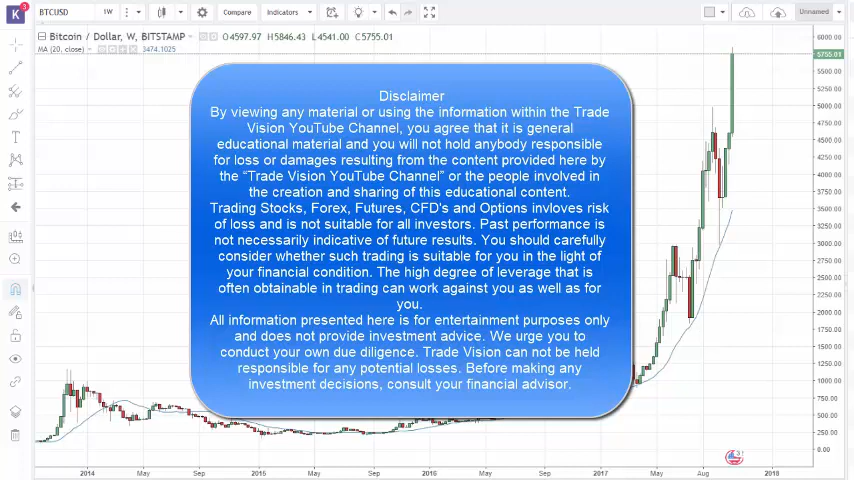 K
3
BTCUSD
1W
Compare
Indicators
Unnamed
Bitcoin / Dollar, W, BITSTAMP
O4597.97 H5846.43 L4541.00 C5755.01
MA (20, close)
3474.1025
Disclaimer
By viewing any material or using the information within the Trade
Vision YouTube Channel, you agree that it is general
educational material and you will not hold anybody responsible
for loss or damages resulting from the content provided here by
the “Trade Vision YouTube Channel” or the people involved in
the creation and sharing of this educational content.
Trading Stocks, Forex, Futures, CFD's and Options invloves risk
of loss and is not suitable for all investors. Past performance is
not necessarily indicative of future results. You should carefully
consider whether such trading is suitable for you in the light of
your financial condition. The high degree of leverage that is
often obtainable in trading can work against you as well as for
you.
All information presented here is for entertainment purposes only
and does not provide investment advice. We urge you to
conduct your own due diligence. Trade Vision can not be held
responsible for any potential losses. Before making any
investment decisions, consult your financial advisor.
6000.00
5755.01
5500.00
5250.00
5000.00
4750.00
4500.00
4250.00
4000.00
3750.00
3500.00
3250.00
3000.00
2750.00
2500.00
2250.00
2000.00
1750.00
1500.00
1250.00
1000.00
750.00
500.00
250.00
0.00
2014
May
Sep
2015
May
Sep
2016
May
Sep
2017
May
Aug
2018